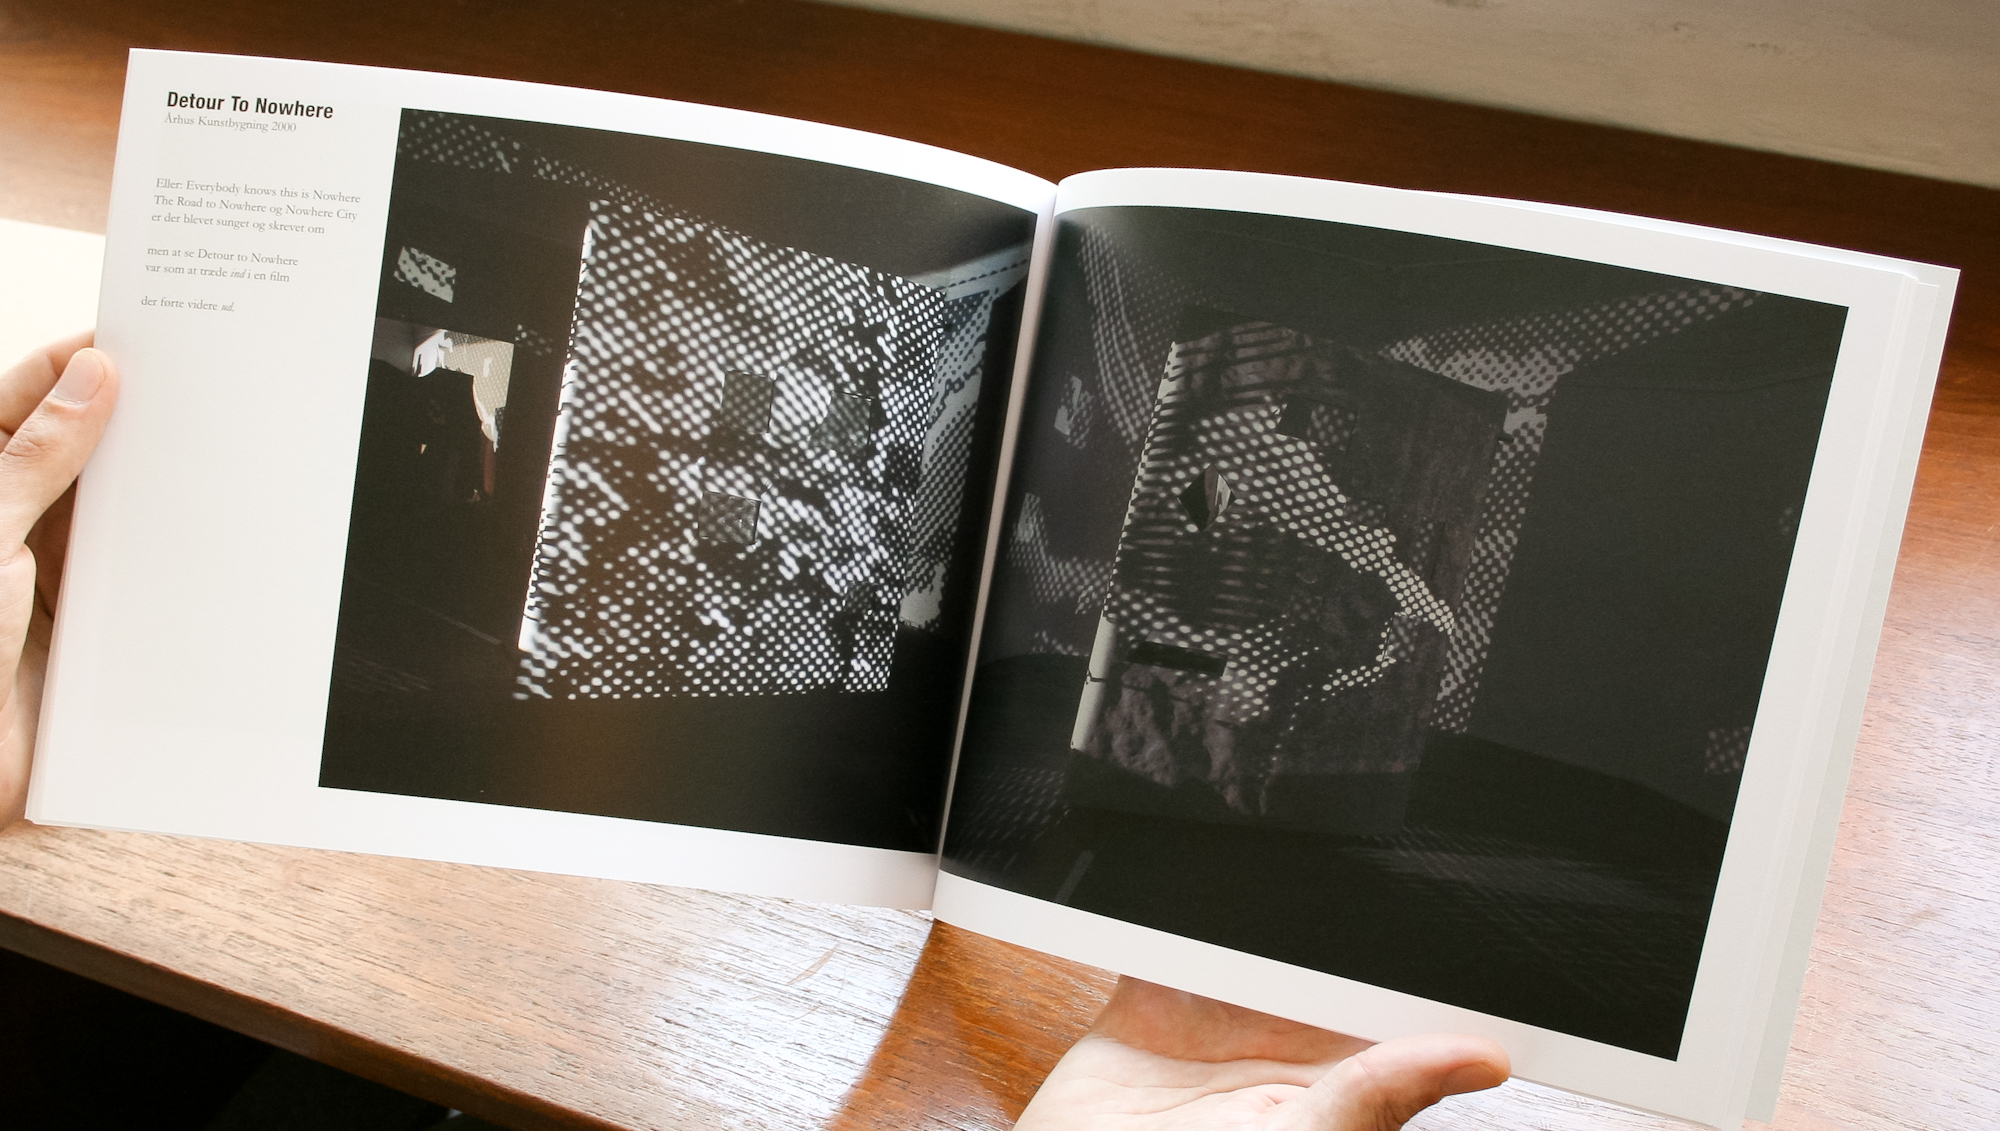 Detour To Nowhere
Århus Kunstbygning 2000
Eller: Everybody knows this is Nowhere
The Road to Nowhere og Nowhere City
er der blevet sunget og skrevet om
men at se Detour to Nowhere
var som at træde ind i en film
der førte videre ud.